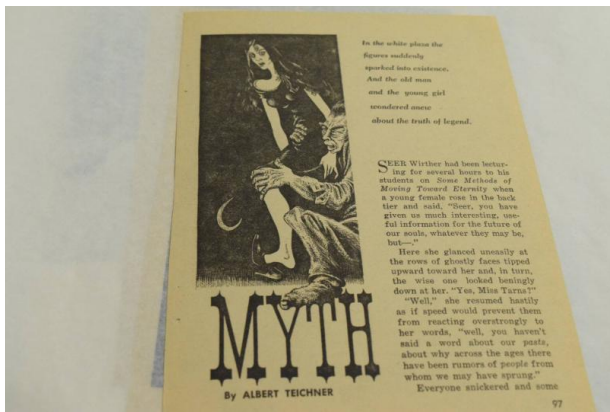 In the white plaza the
figures suddenly
sparked into existence.
And the old man
and the young girl
wondered anew
about the truth of legend.
MYTH
By ALBERT TEICHNER
SEER Wirther had been lectur-
ing for several hours to his
students on Some Methods of
Moving Toward Eternity when
a young female rose in the back
tier and said, "Seer, you have
given us much interesting, use-
ful information for the future of
our souls, whatever they may be,
but—."
Here she glanced uneasily at
the rows of ghostly faces tipped
upward toward her and, in turn,
the wise one looked beningly
down at her. "Yes, Miss Tarna?"
"Well," she resumed hastily
as if speed would prevent them
from reacting overstrongly to
her words, "well, you haven't
said a word about our pasts,
about why across the ages there
have been rumors of people from
whom we may have sprung."
Everyone snickered and some
97